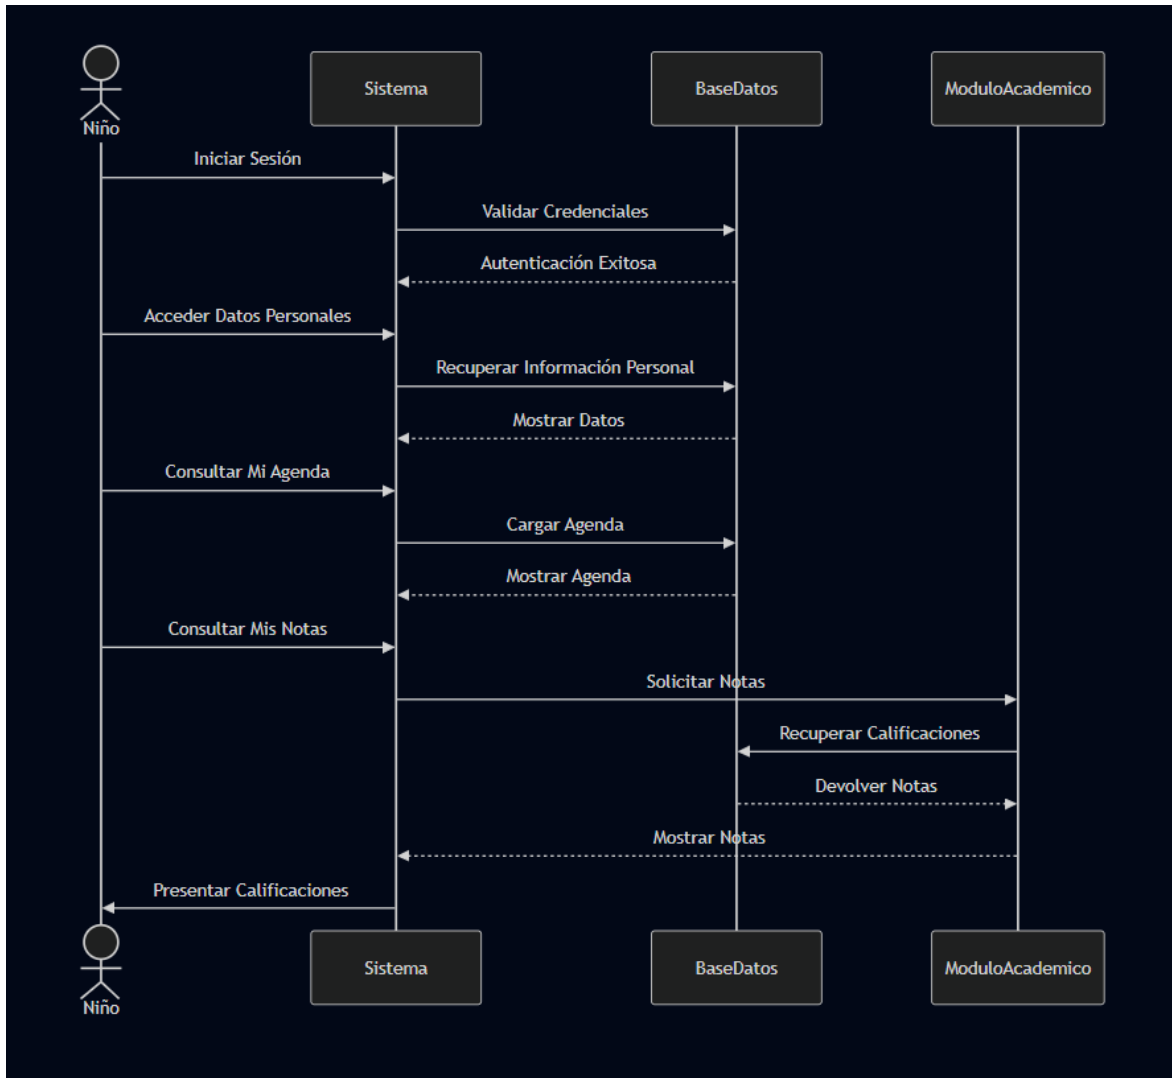 Niño
Sistema
BaseDatos
ModuloAcademico
Iniciar Sesión
Validar Credenciales
Autenticación Exitosa
Acceder Datos Personales
Recuperar Información Personal
Mostrar Datos
Consultar Mi Agenda
Cargar Agenda
Mostrar Agenda
Consultar Mis Notas
Solicitar Notas
Recuperar Calificaciones
Devolver Notas
Mostrar Notas
Presentar Calificaciones
Niño
Sistema
BaseDatos
ModuloAcademico